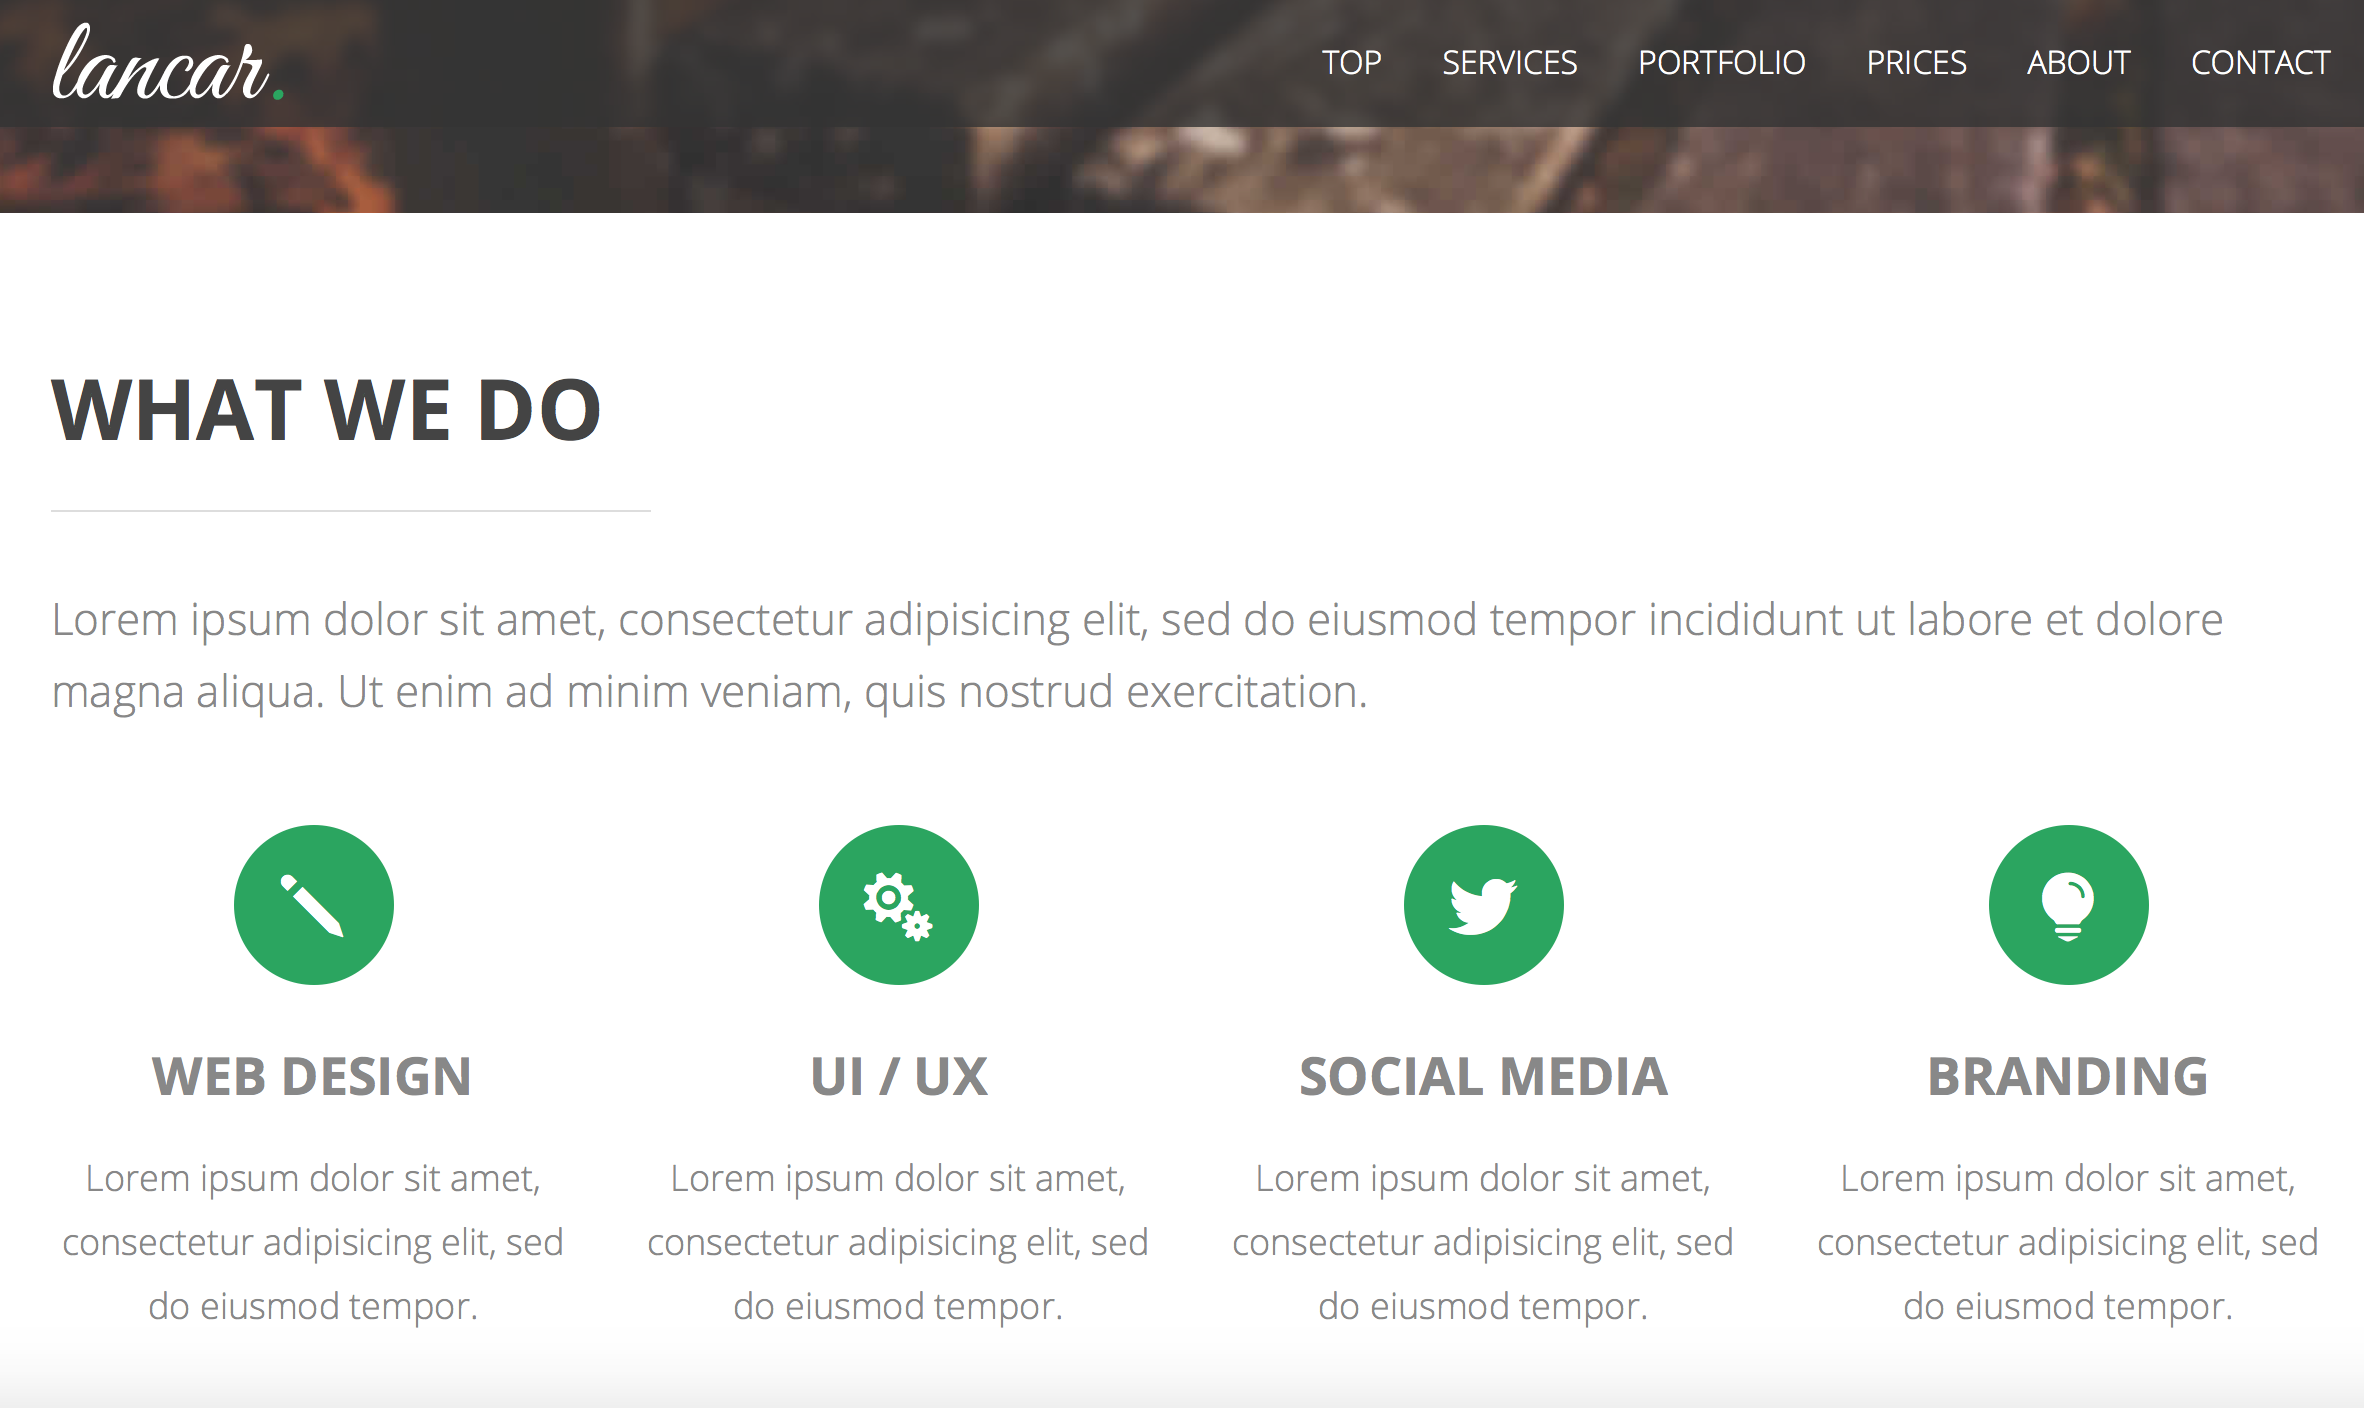 lancar.
TOP SERVICES PORTFOLIO PRICES ABOUT CONTACT
WHAT WE DO
Lorem ipsum dolor sit amet, consectetur adipisicing elit, sed do eiusmod tempor incididunt ut labore et dolore
magna aliqua. Ut enim ad minim veniam, quis nostrud exercitation.
WEB DESIGN
Lorem ipsum dolor sit amet,
consectetur adipisicing elit, sed
do eiusmod tempor.
UI / UX
Lorem ipsum dolor sit amet,
consectetur adipisicing elit, sed
do eiusmod tempor.
SOCIAL MEDIA
Lorem ipsum dolor sit amet,
consectetur adipisicing elit, sed
do eiusmod tempor.
BRANDING
Lorem ipsum dolor sit amet,
consectetur adipisicing elit, sed
do eiusmod tempor.